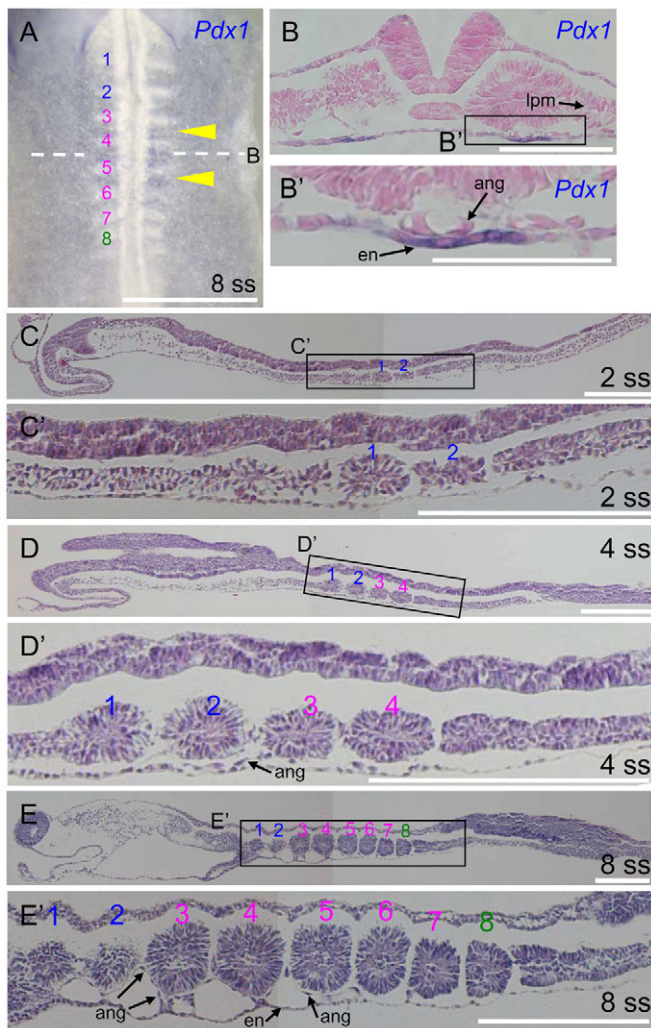 A Pdx1
1
2
3
4
B
5
6
7
8
8 ss
B Pdx1
lpm
B'
B' Pdx1
ang
en
C
C'
1 2
2 ss
C'
1 2
2 ss
D
D'
4 ss
1 2 3 4
D'
1 2 3 4
ang
4 ss
E
E'
1 2 3 4 5 6 7 8
8 ss
E'
1 2 3 4 5 6 7 8
ang
en
ang
8 ss